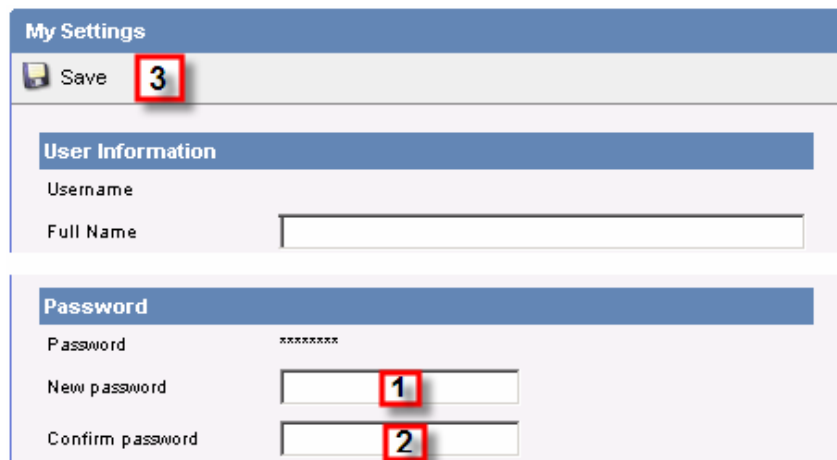 My Settings
Save 3
User Information
Username
Full Name
Password
Password ********
New password 1
Confirm password 2